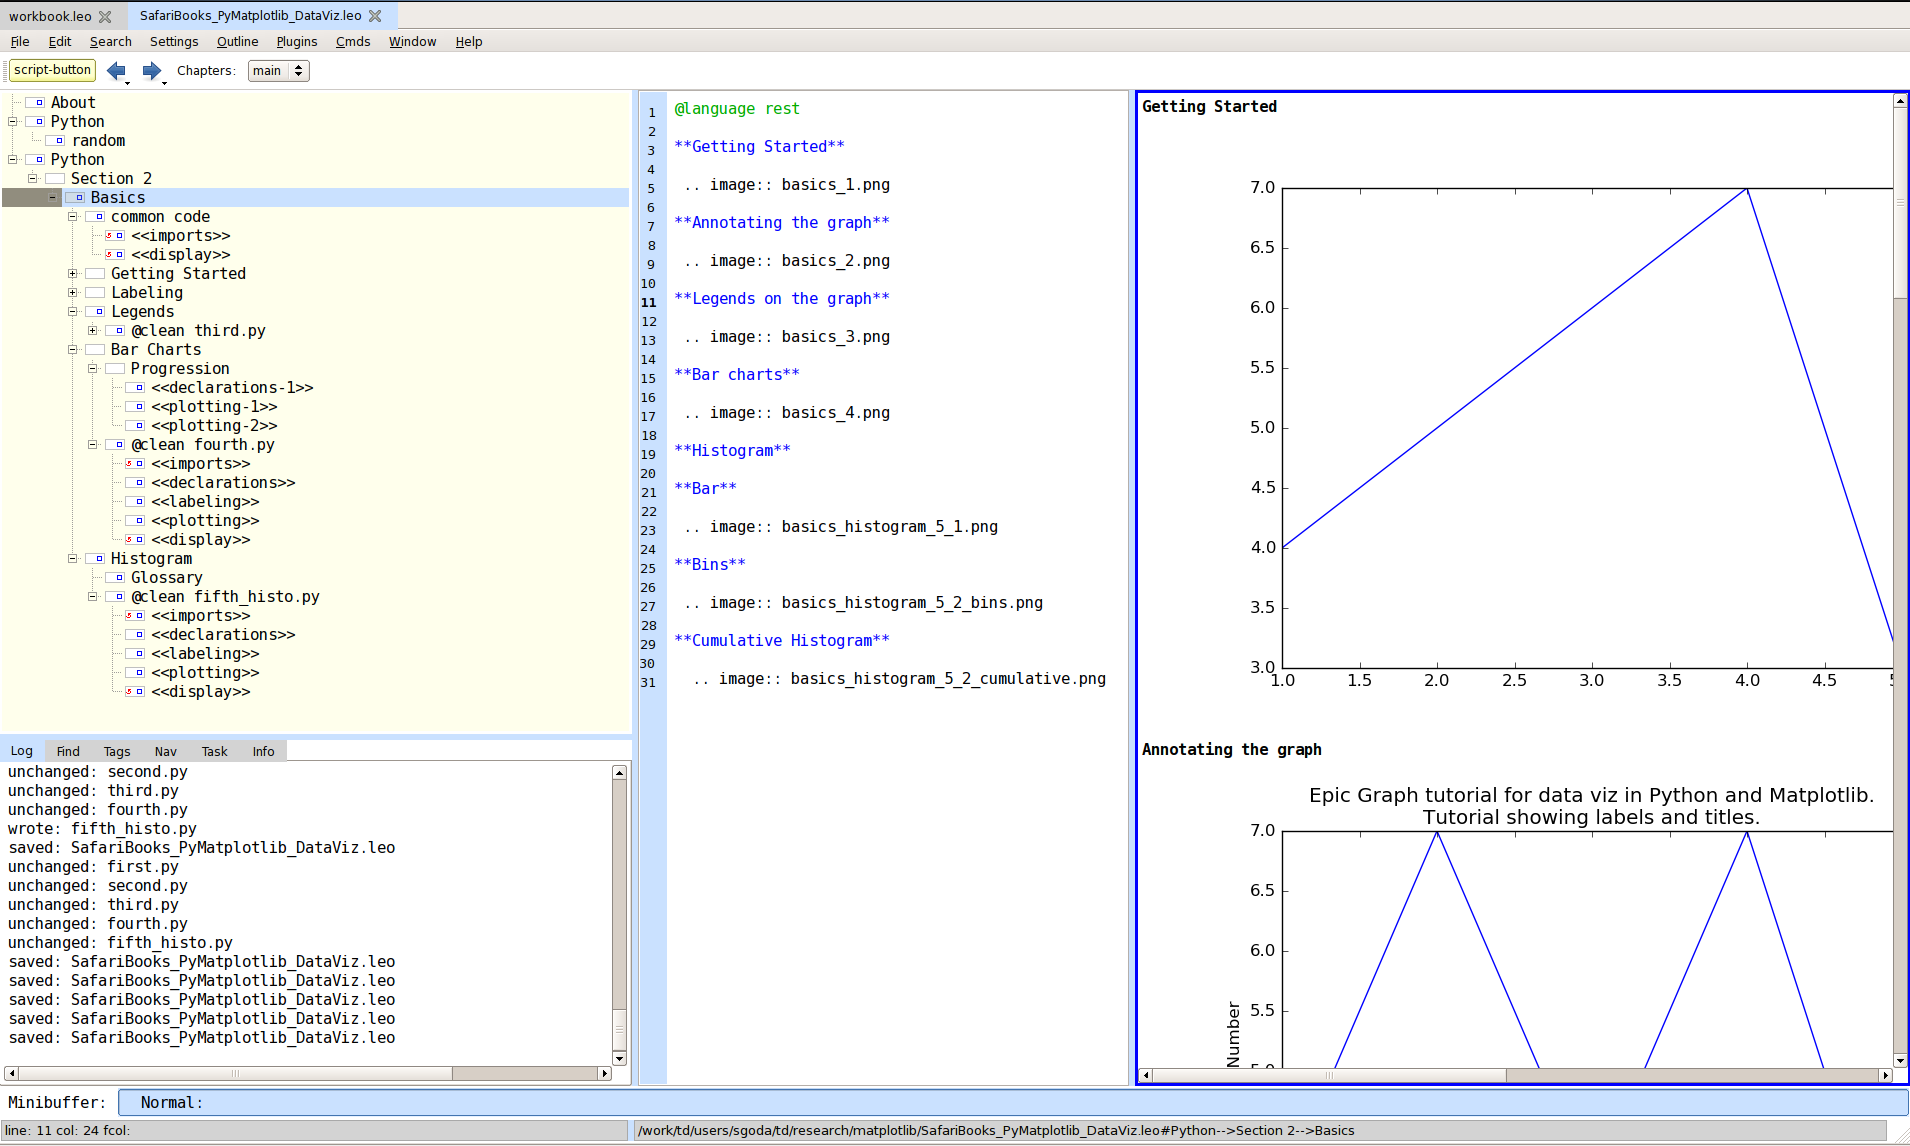 workbook.leo
SafariBooks_PyMatplotlib_DataViz.leo
File Edit Search Settings Outline Plugins Cmds Window Help
script-button
Chapters: main
About
Python
random
Python
Section 2
Basics
common code
<<imports>>
<<display>>
Getting Started
Labeling
Legends
@clean third.py
Bar Charts
Progression
<<declarations-1>>
<<plotting-1>>
<<plotting-2>>
@clean fourth.py
<<imports>>
<<declarations>>
<<labeling>>
<<plotting>>
<<display>>
Histogram
Glossary
@clean fifth_histo.py
<<imports>>
<<declarations>>
<<labeling>>
<<plotting>>
<<display>>
Log Find Tags Nav Task Info
unchanged: second.py
unchanged: third.py
unchanged: fourth.py
wrote: fifth_histo.py
saved: SafariBooks_PyMatplotlib_DataViz.leo
unchanged: first.py
unchanged: second.py
unchanged: third.py
unchanged: fourth.py
unchanged: fifth_histo.py
saved: SafariBooks_PyMatplotlib_DataViz.leo
saved: SafariBooks_PyMatplotlib_DataViz.leo
saved: SafariBooks_PyMatplotlib_DataViz.leo
saved: SafariBooks_PyMatplotlib_DataViz.leo
saved: SafariBooks_PyMatplotlib_DataViz.leo
1 @language rest
2
3 **Getting Started**
4
5 .. image:: basics_1.png
6
7 **Annotating the graph**
8
9 .. image:: basics_2.png
10
11 **Legends on the graph**
12
13 .. image:: basics_3.png
14
15 **Bar charts**
16
17 .. image:: basics_4.png
18
19 **Histogram**
20
21 **Bar**
22
23 .. image:: basics_histogram_5_1.png
24
25 **Bins**
26
27 .. image:: basics_histogram_5_2_bins.png
28
29 **Cumulative Histogram**
30
31 .. image:: basics_histogram_5_2_cumulative.png
Getting Started
7.0
6.5
6.0
5.5
5.0
4.5
4.0
3.5
3.0
1.0 1.5 2.0 2.5 3.0 3.5 4.0 4.5
Annotating the graph
Epic Graph tutorial for data viz in Python and Matplotlib.
Tutorial showing labels and titles.
7.0
6.5
6.0
5.5
5.0
Number
Minibuffer: Normal:
line: 11 col: 24 fcol:
/work/td/users/sgoda/td/research/matplotlib/SafariBooks_PyMatplotlib_DataViz.leo#Python-->Section 2-->Basics